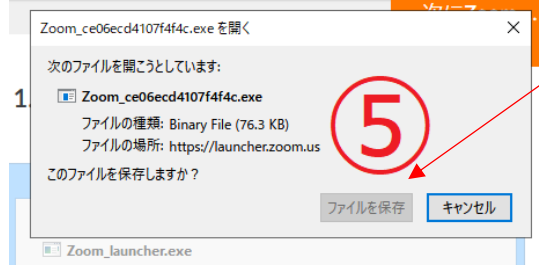 Zoom_ce06ecd4107f4f4c.exe を開く
次のファイルを開こうとしています:
1.
Zoom_ce06ecd4107f4f4c.exe
ファイルの種類: Binary File (76.3 KB)
ファイルの場所: https://launcher.zoom.us
⑤
このファイルを保存しますか？
ファイルを保存
キャンセル
Zoom_launcher.exe